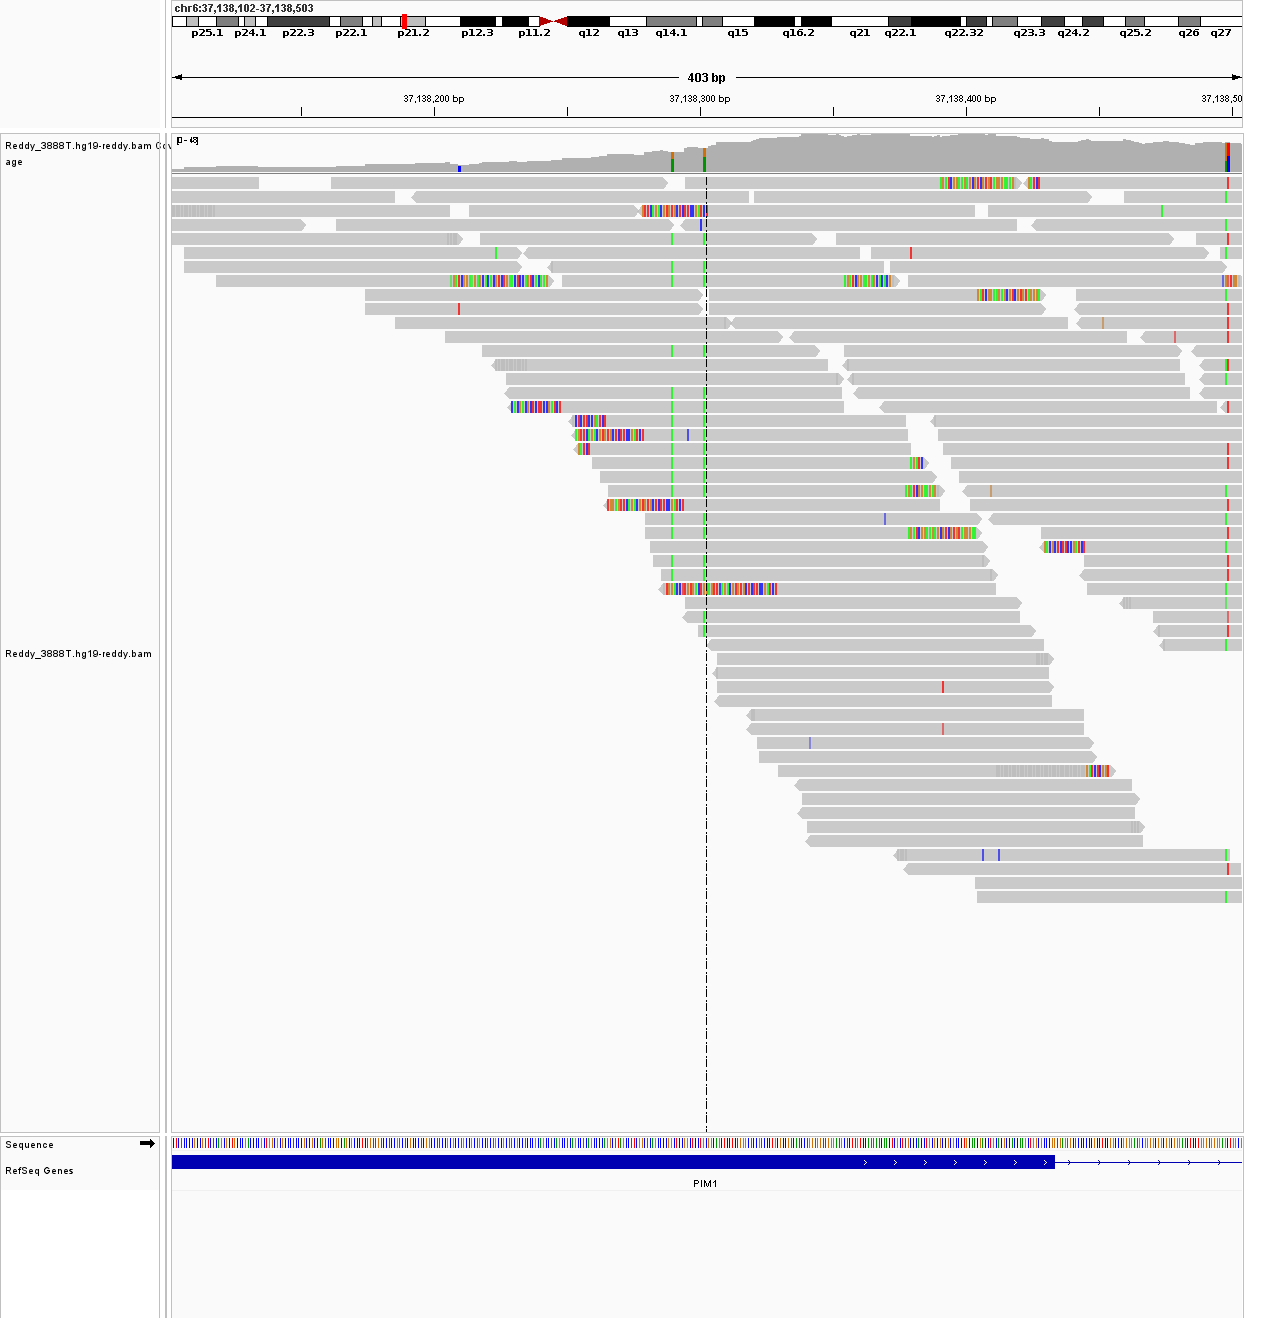 chr6:37,138,102-37,138,503
p25.1 p24.1 p22.3 p22.1 p21.2 p12.3 p11.2 q12 q13 q14.1 q15 q16.2 q21 q22.1 q22.32 q23.3 q24.2 q25.2 q26 q27
403 bp
37,138,200 bp 37,138,300 bp 37,138,400 bp 37,138,50
Reddy_3888T.hg19-reddy.bam Cov
age
Reddy_3888T.hg19-reddy.bam
Sequence
RefSeq Genes
PIM1